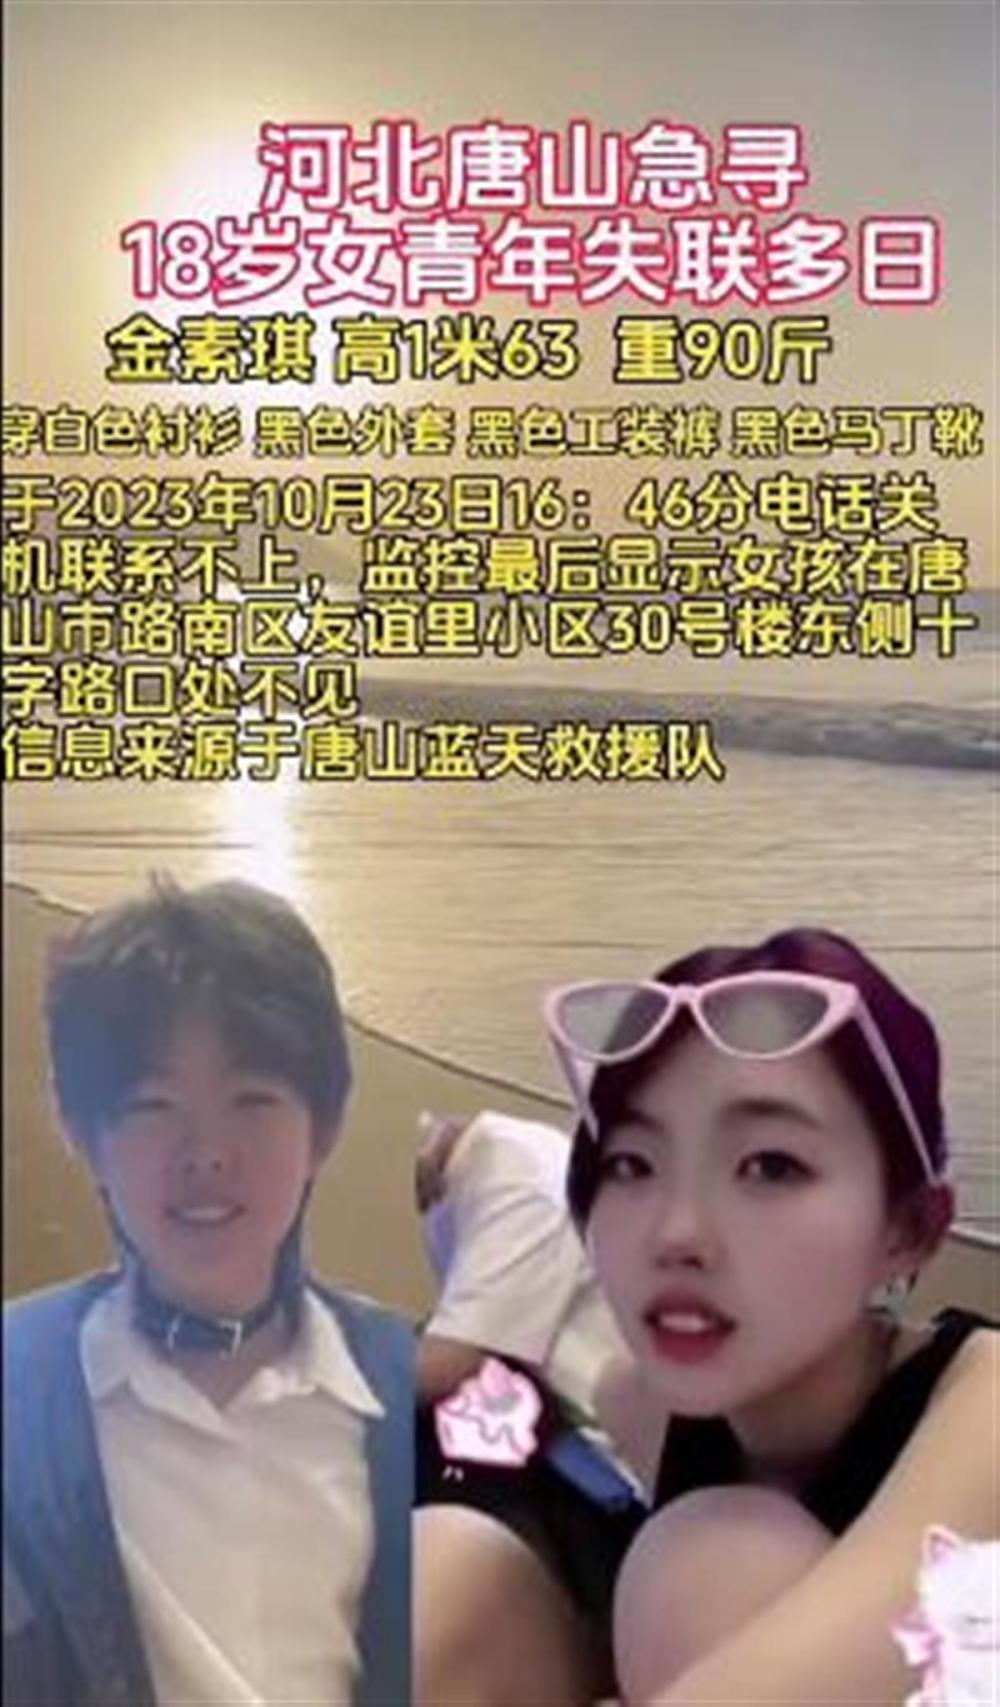 河北唐山急寻
18岁女青年失联多日
金素琪 高1米63 重90斤
穿白色衬衫 黑色外套 黑色工装裤 黑色马丁靴
于2023年10月23日16：46分电话关
机联系不上，监控最后显示女孩在唐
山市路南区友谊里小区30号楼东侧十
字路口处不见
信息来源于唐山蓝天救援队